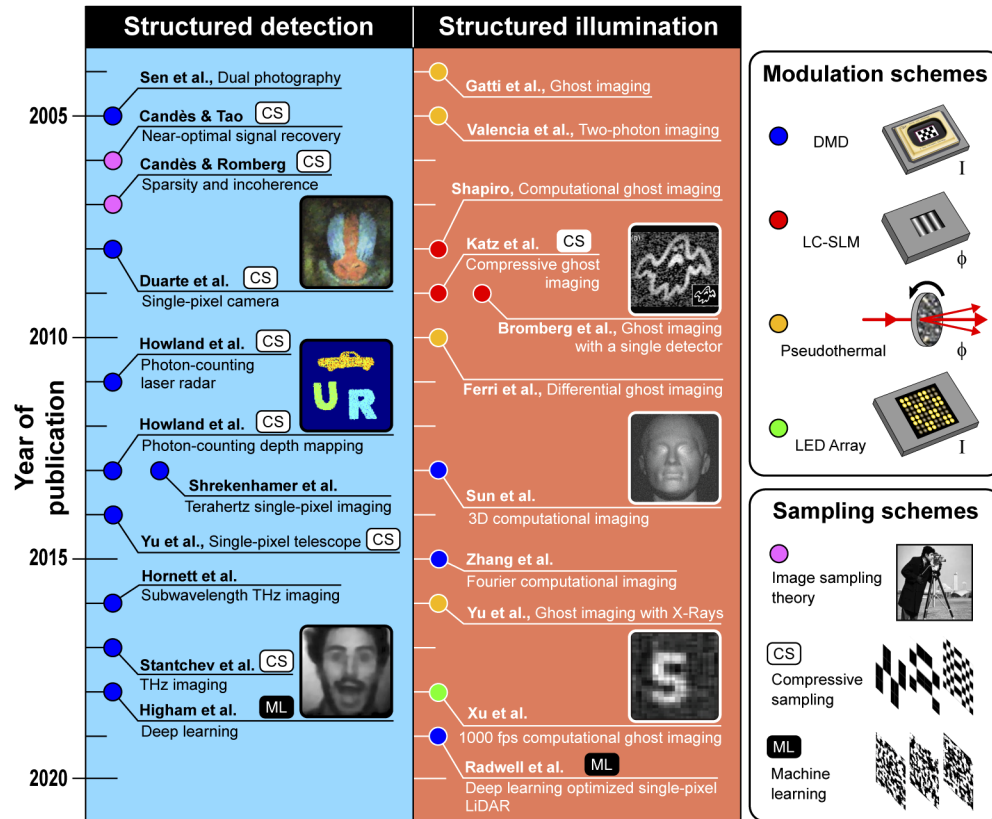 Structured detection
Structured illumination
Year of publication
2005
2010
2015
2020
Sen et al., Dual photography
Candès & Tao CS
Near-optimal signal recovery
Candès & Romberg CS
Sparsity and incoherence
Duarte et al. CS
Single-pixel camera
Howland et al. CS
Photon-counting
laser radar
U R
Howland et al. CS
Photon-counting depth mapping
Shrekenhamer et al.
Terahertz single-pixel imaging
Yu et al., Single-pixel telescope CS
Hornett et al.
Subwavelength THz imaging
Stantchev et al. CS
THz imaging
Higham et al. ML
Deep learning
Gatti et al., Ghost imaging
Valencia et al., Two-photon imaging
Shapiro, Computational ghost imaging
Katz et al. CS
Compressive ghost
imaging
Bromberg et al., Ghost imaging
with a single detector
Ferri et al., Differential ghost imaging
Sun et al.
3D computational imaging
Zhang et al.
Fourier computational imaging
Yu et al., Ghost imaging with X-Rays
S
Xu et al.
1000 fps computational ghost imaging
Radwell et al. ML
Deep learning optimized single-pixel
LiDAR
Modulation schemes
DMD
I
LC-SLM
ϕ
Pseudothermal
ϕ
LED Array
I
Sampling schemes
Image sampling
theory
CS
Compressive
sampling
ML
Machine
learning